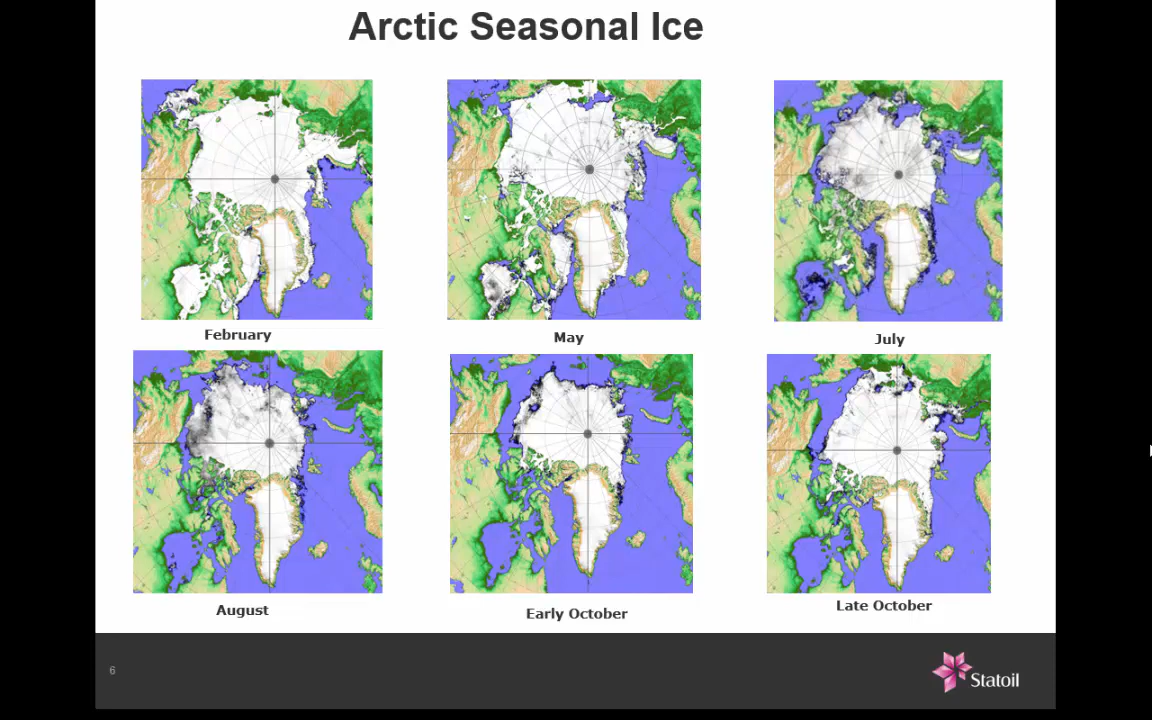 Arctic Seasonal Ice
February
May
July
August
Early October
Late October
6
Statoil